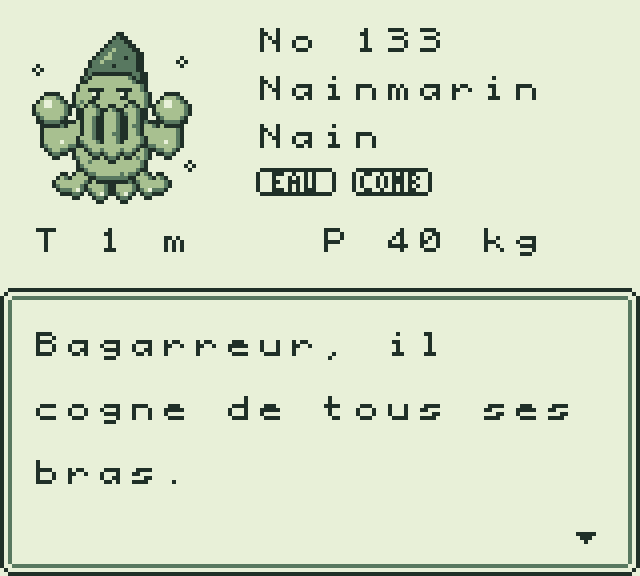 No 133
Nainmarin
Nain
EAU COMB
T 1 m P 40 kg
Bagarreur, il
cogne de tous ses
bras.